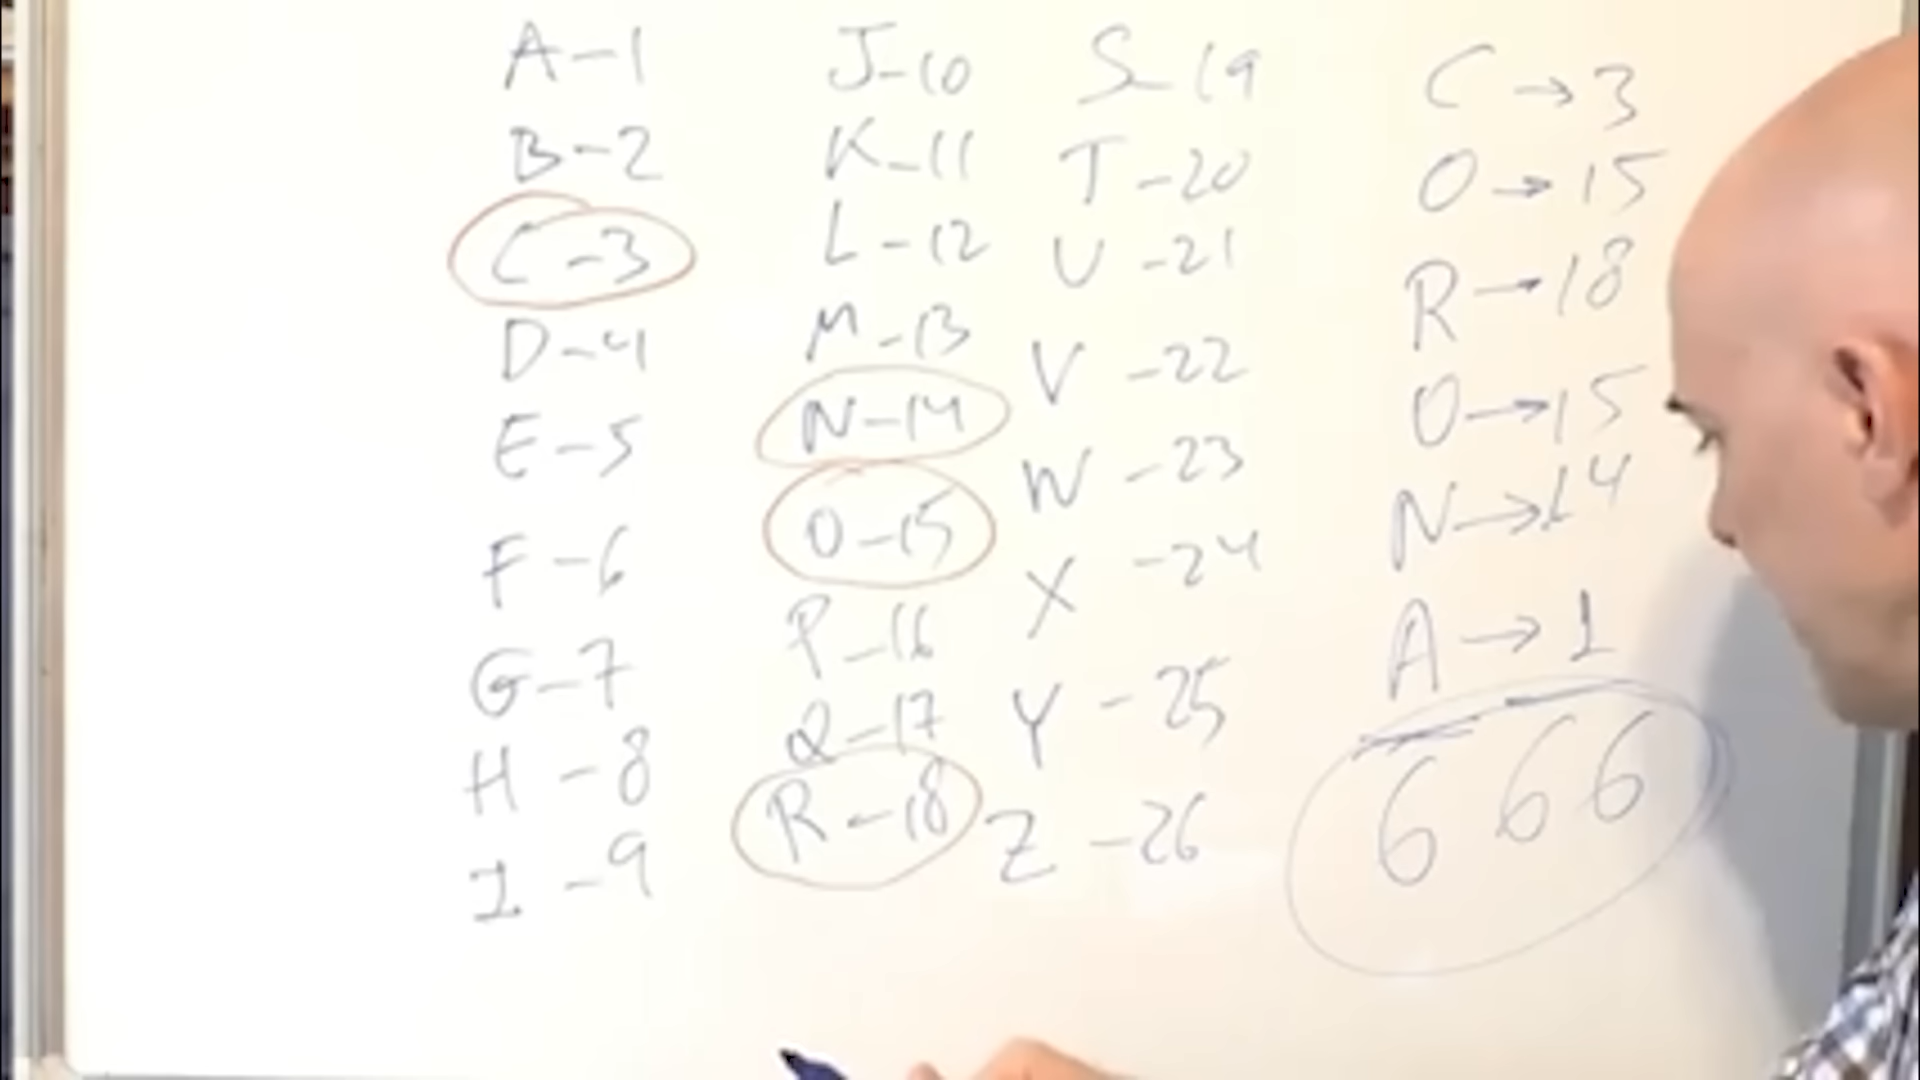 A-1
B-2
C-3
D-4
E-5
F-6
G-7
H-8
I-9
J-10
K-11
L-12
M-13
N-14
O-15
P-16
Q-17
R-18
S-19
T-20
U-21
V-22
W-23
X-24
Y-25
Z-26
C→3
O→15
R→18
O→15
N→14
A→1
666